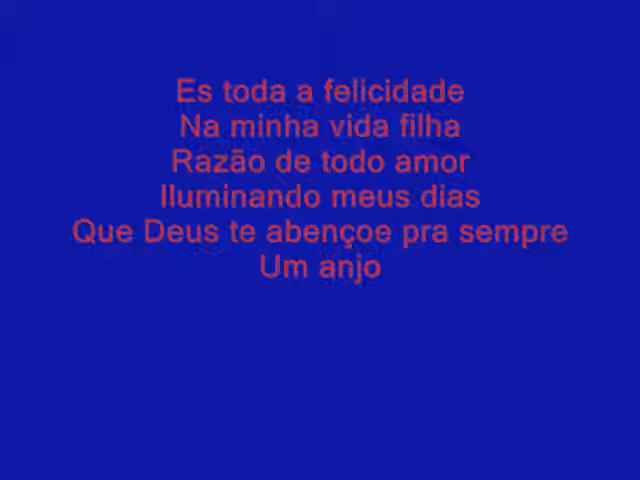 Es toda a felicidade
Na minha vida filha
Razão de todo amor
Iluminando meus dias
Que Deus te abençoe pra sempre
Um anjo